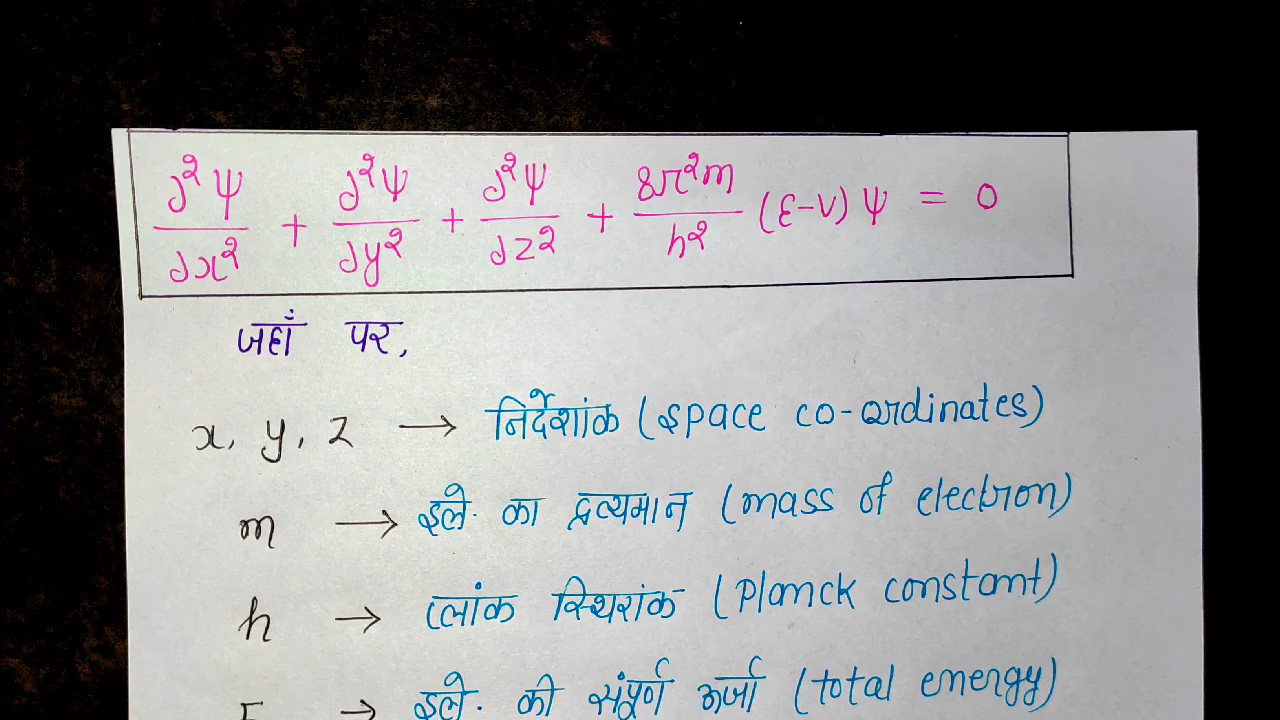 ∂²ψ/∂x² + ∂²ψ/∂y² + ∂²ψ/∂z² + 8π²m/h² (E-V) ψ = 0
जहाँ पर,
x, y, z → निर्देशांक (space co-ordinates)
m → इले. का द्रव्यमान (mass of electron)
h → प्लांक स्थिरांक (Planck constant)
E → इले. की संपूर्ण ऊर्जा (total energy)